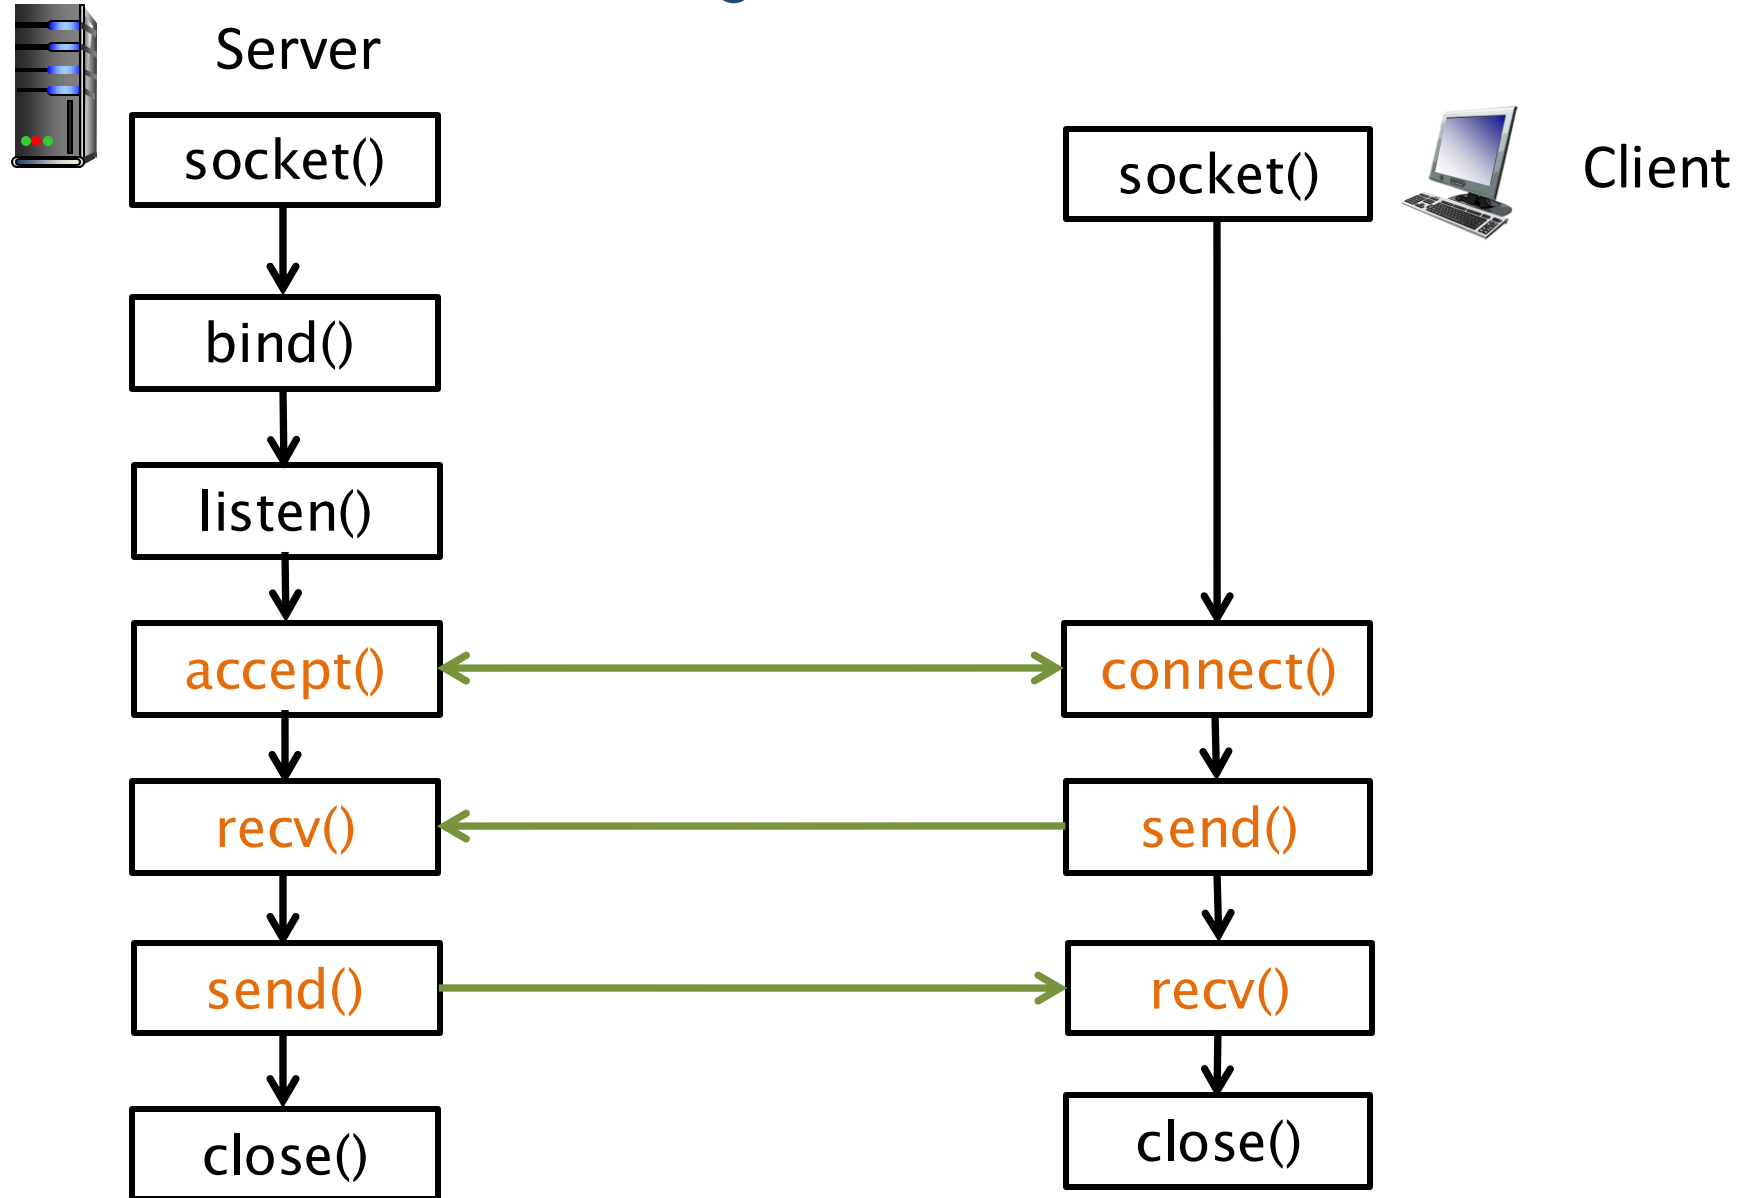 Server
socket()
bind()
listen()
accept()
recv()
send()
close()
Client
socket()
connect()
send()
recv()
close()